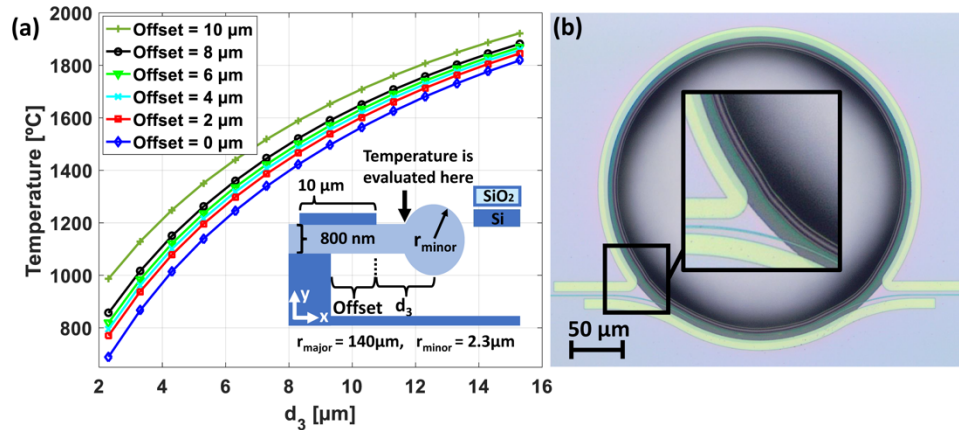 (a)
Temperature [ºC]
2000
1800
1600
1400
1200
1000
800
Offset = 10 µm
Offset = 8 µm
Offset = 6 µm
Offset = 4 µm
Offset = 2 µm
Offset = 0 µm
Temperature is
evaluated here
10 µm
800 nm
rminor
SiO₂
Si
y
x
Offset
d₃
rmajor = 140µm, rminor = 2.3µm
2 4 6 8 10 12 14 16
d₃ [µm]
(b)
50 µm